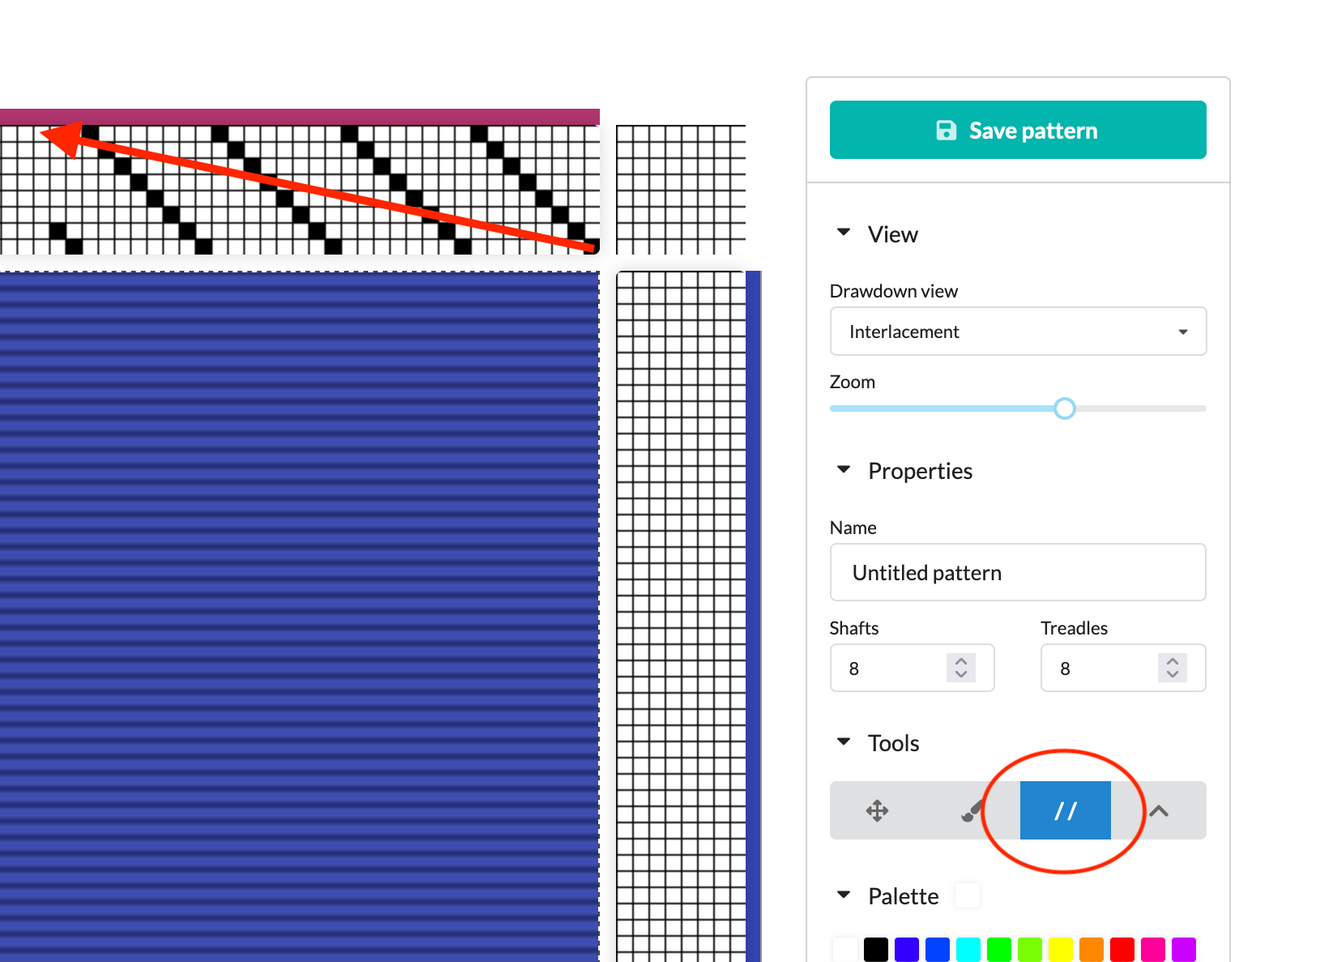 Save pattern
View
Drawdown view
Interlacement
Zoom
Properties
Name
Untitled pattern
Shafts Treadles
8 8
Tools
//
Palette